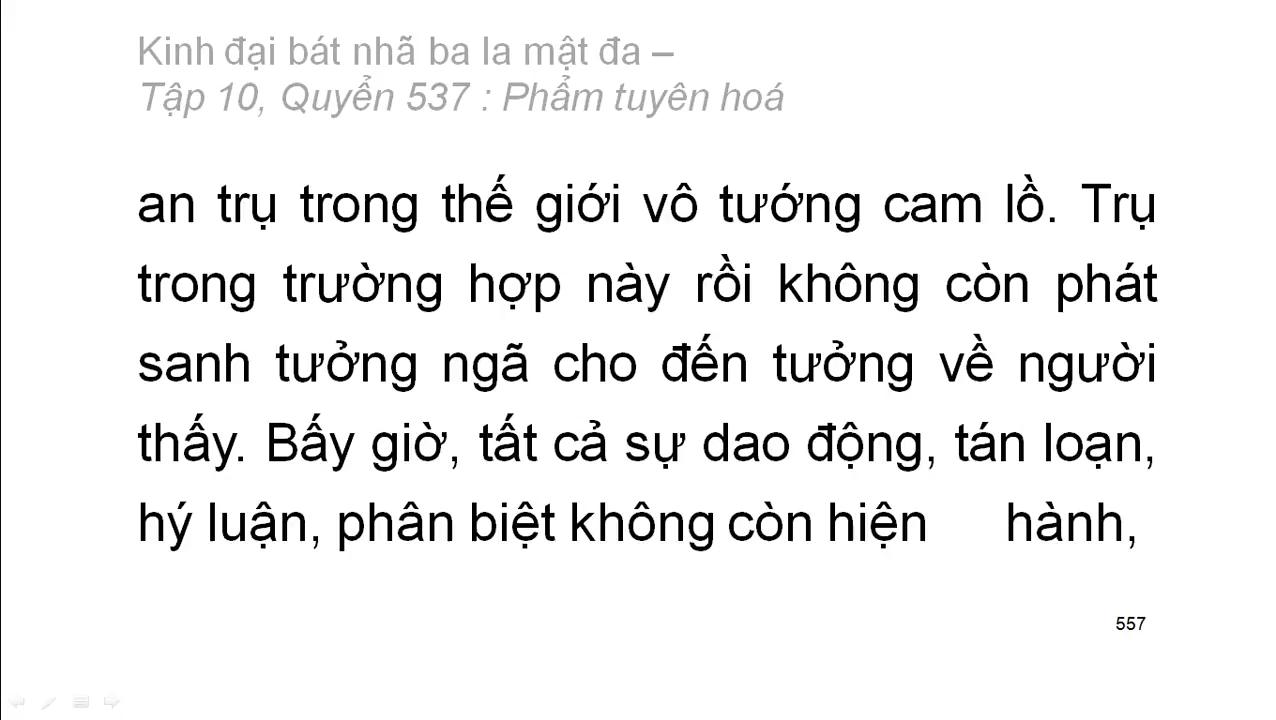 Kinh đại bát nhã ba la mật đa –
Tập 10, Quyển 537 : Phẩm tuyên hoá
an trụ trong thế giới vô tướng cam lồ. Trụ
trong trường hợp này rồi không còn phát
sanh tưởng ngã cho đến tưởng về người
thấy. Bấy giờ, tất cả sự dao động, tán loạn,
hý luận, phân biệt không còn hiện hành,
557